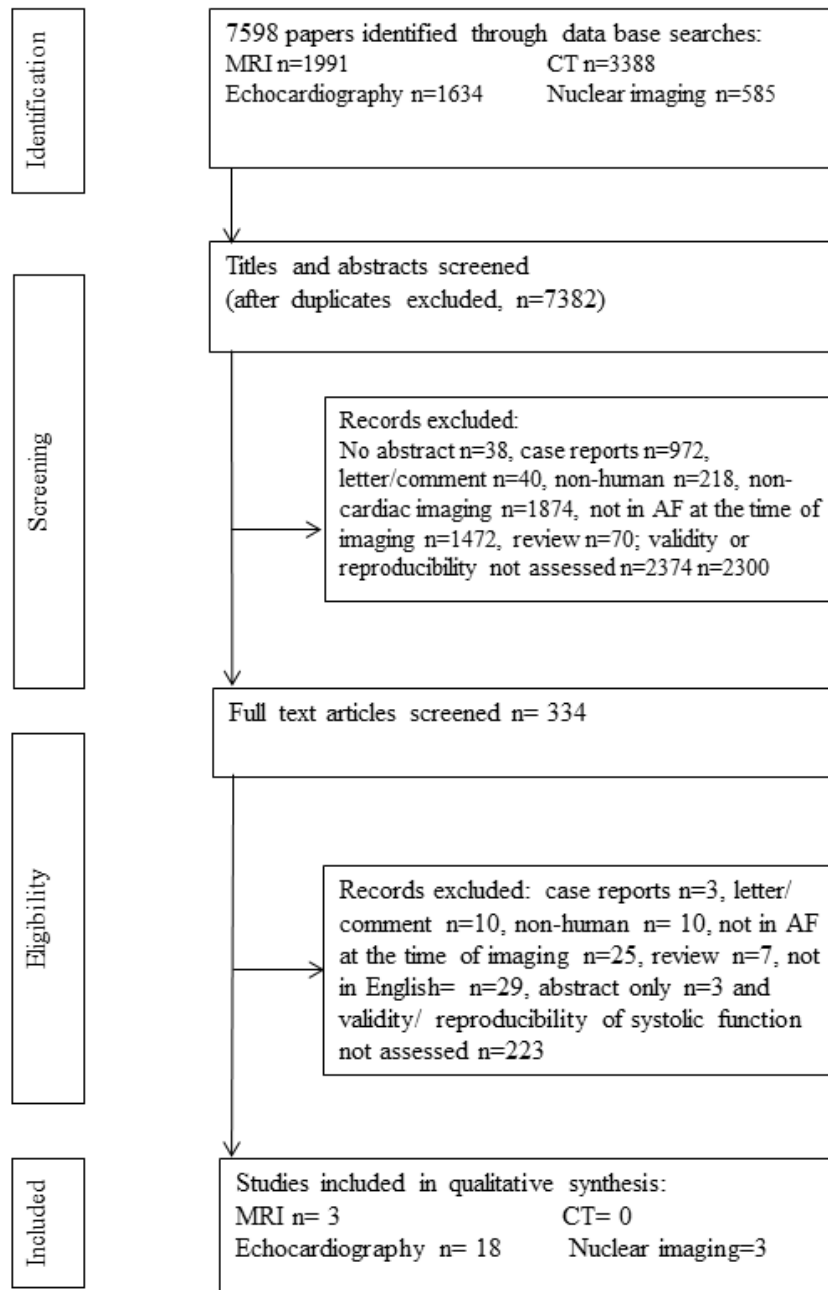 Identification
7598 papers identified through data base searches:
MRI n=1991 CT n=3388
Echocardiography n=1634 Nuclear imaging n=585
Screening
Titles and abstracts screened
(after duplicates excluded, n=7382)
Records excluded:
No abstract n=38, case reports n=972,
letter/comment n=40, non-human n=218, non-
cardiac imaging n=1874, not in AF at the time of
imaging n=1472, review n=70; validity or
reproducibility not assessed n=2374 n=2300
Full text articles screened n= 334
Eligibility
Records excluded: case reports n=3, letter/
comment n=10, non-human n= 10, not in AF
at the time of imaging n=25, review n=7, not
in English= n=29, abstract only n=3 and
validity/ reproducibility of systolic function
not assessed n=223
Included
Studies included in qualitative synthesis:
MRI n= 3 CT= 0
Echocardiography n= 18 Nuclear imaging=3